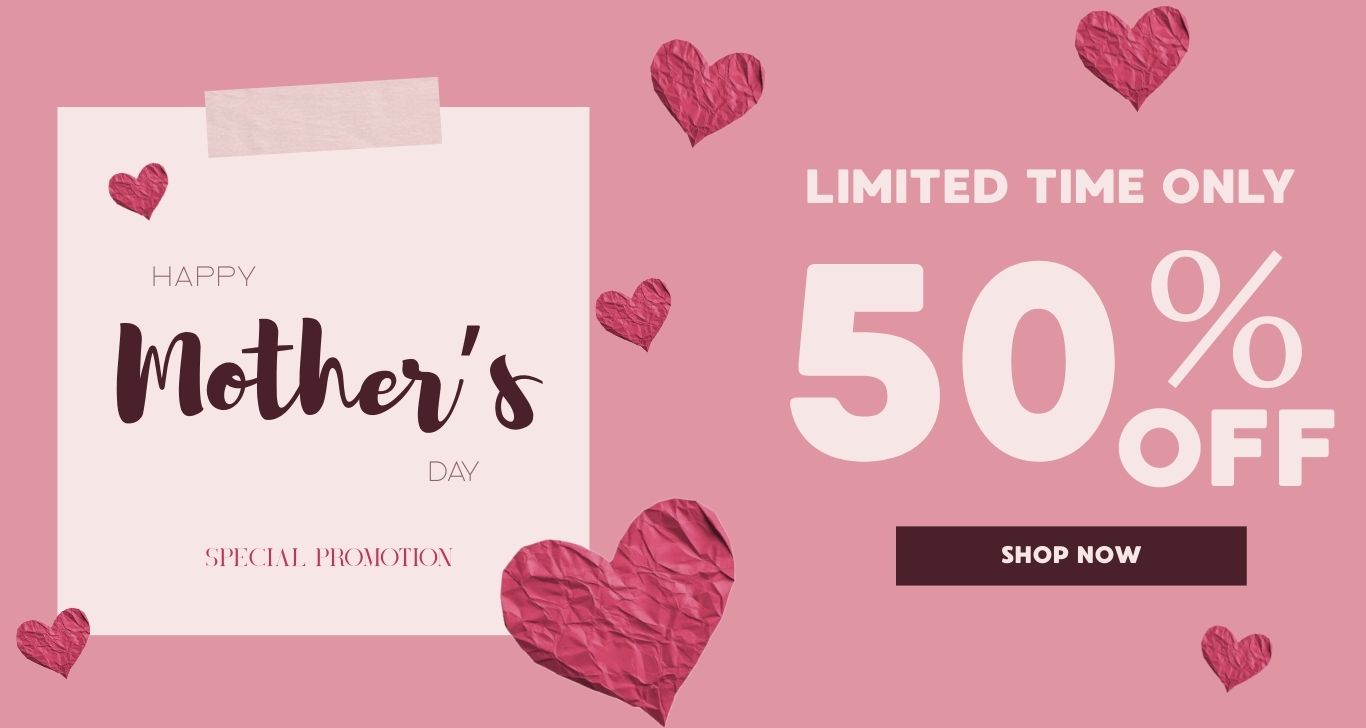 HAPPY
Mother's
DAY
SPECIAL PROMOTION
LIMITED TIME ONLY
50%
OFF
SHOP NOW